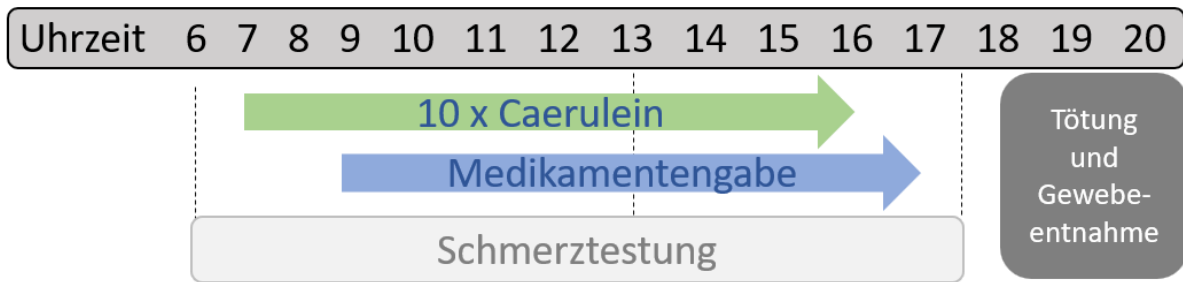 Uhrzeit 6 7 8 9 10 11 12 13 14 15 16 17 18 19 20
10 x Caerulein
Medikamentengabe
Schmerztestung
Tötung
und
Gewebe-
entnahme